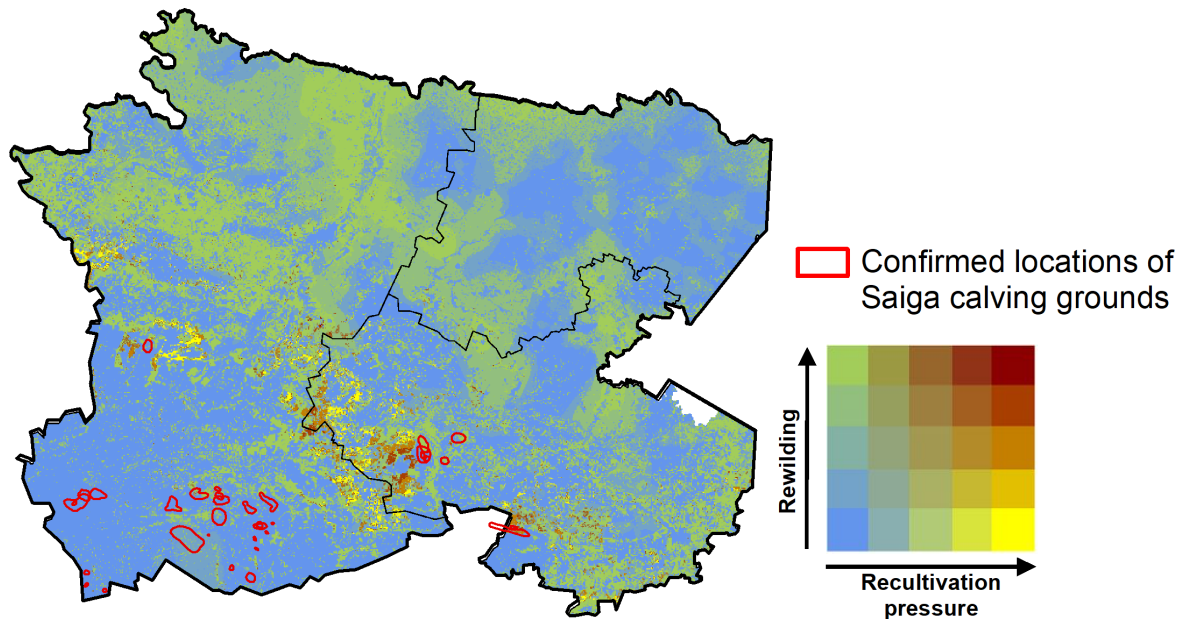 Confirmed locations of
Saiga calving grounds
Rewilding
Recultivation
pressure